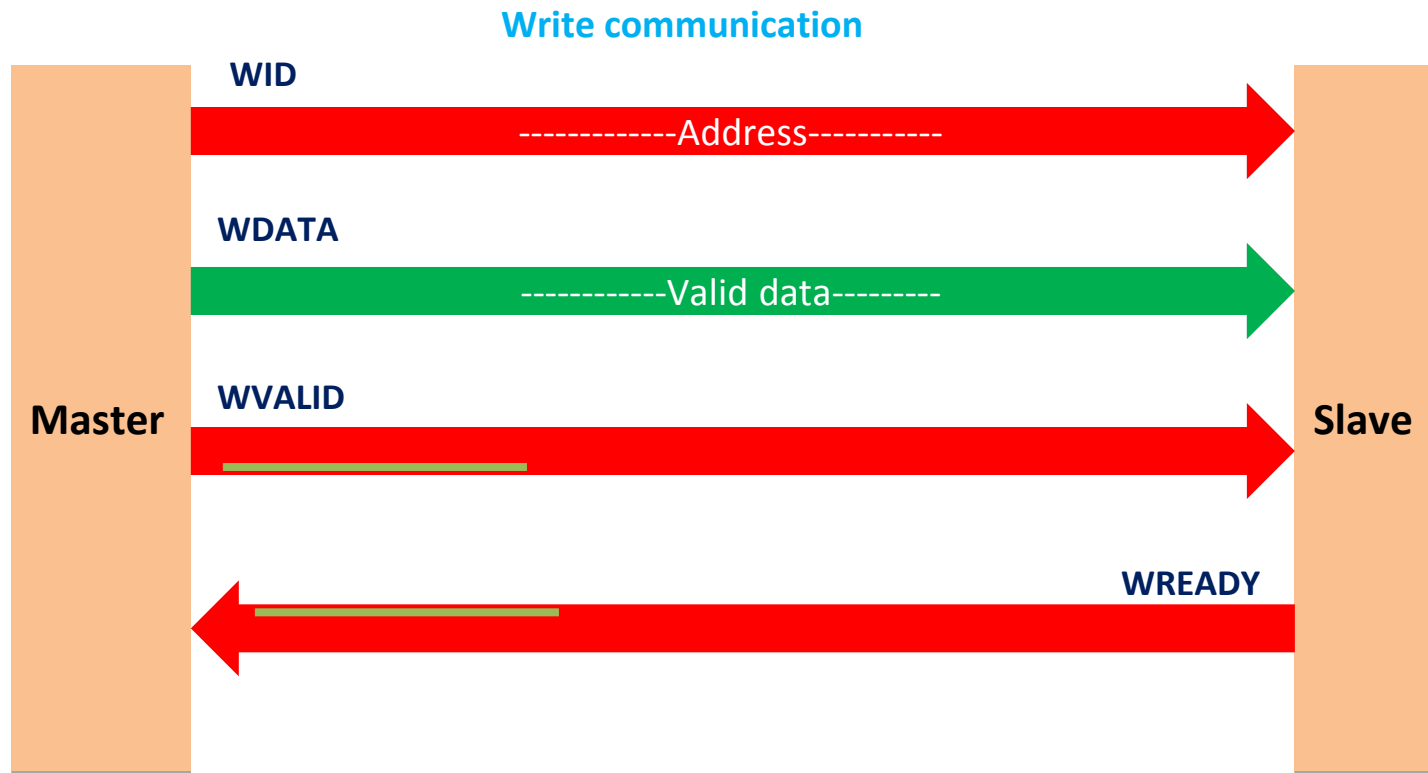 Write communication
WID
-------------Address-----------
WDATA
------------Valid data---------
WVALID
Master
Slave
WREADY